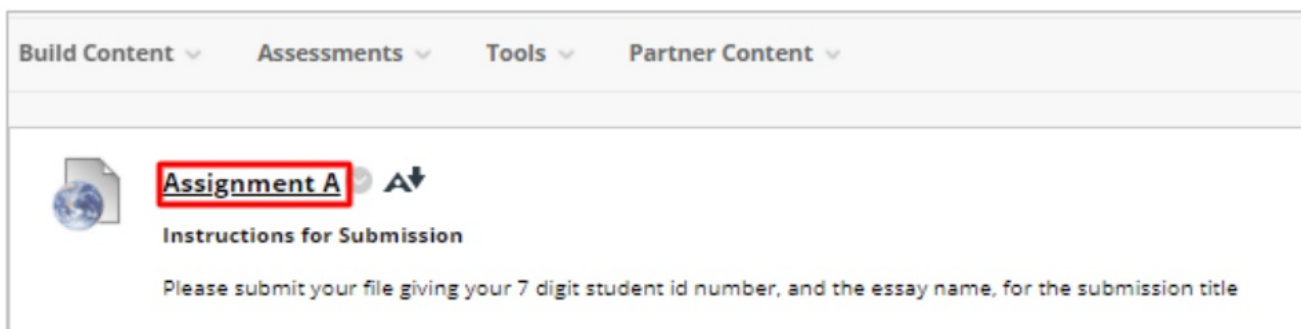 Build Content Assessments Tools Partner Content
Assignment A
Instructions for Submission
Please submit your file giving your 7 digit student id number, and the essay name, for the submission title